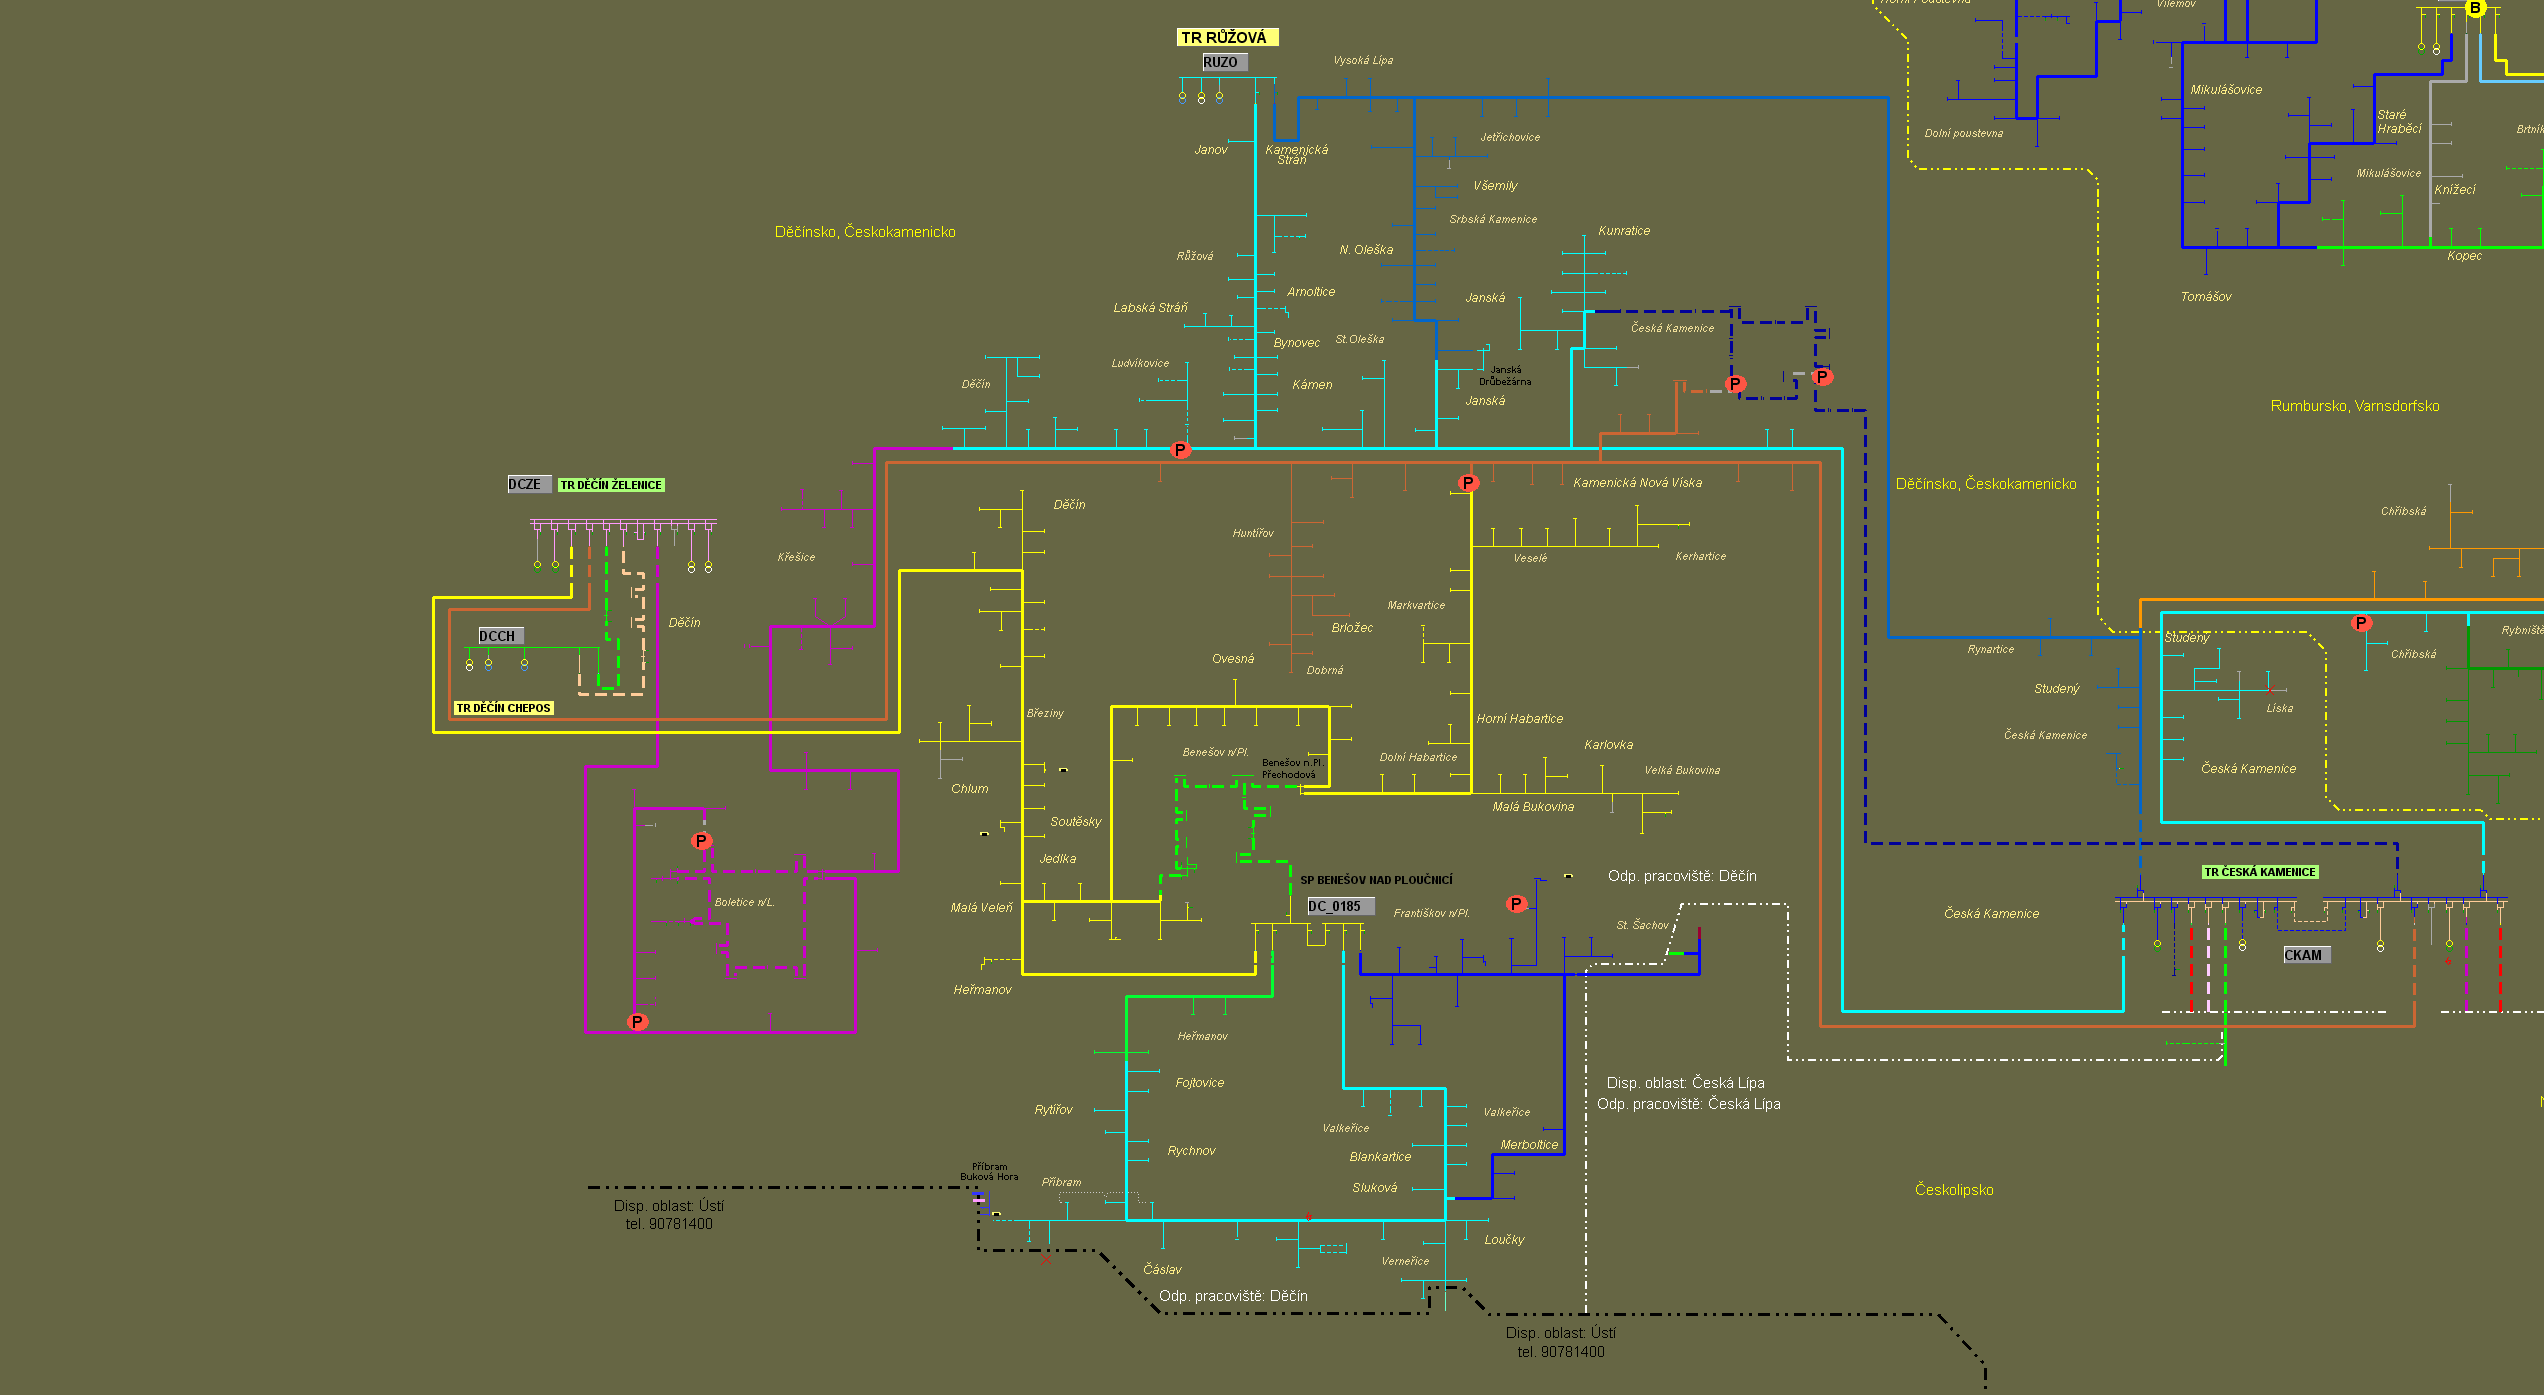 Horní Poustevna
Vilémov
B
TR RŮŽOVÁ
RUZO
Vysoká Lípa
Mikulášovice
Staré
Hraběcí
Dolní poustevna
Jetřichovice
Janov
Kamenická
Stráň
Mikulášovice
Všemily
Knížecí
Srbská Kamenice
Děčínsko, Českokamenicko
Kunratice
N. Oleška
Růžová
Kopec
Arnoltice
Janská
Tomášov
Labská Stráň
Česká Kamenice
Bynovec
St.Oleška
Ludvíkovice
Janská
Drůbežárna
P
P
Děčín
Kámen
Janská
Rumbursko, Varnsdorfsko
P
DCZE
TR DĚČÍN ŽELENICE
P
Kamenická Nová Víska
Děčínsko, Českokamenicko
Děčín
Chřibská
Huntířov
Křešice
Veselé
Kerhartice
Markvartice
DCCH
Děčín
Brložec
P
Studený
Rybniště
Rynartice
Chřibská
Ovesná
Dobrná
Studený
TR DĚČÍN CHEPOS
Březiny
Horní Habartice
Líska
Česká Kamenice
Benešov n/Pl.
Benešov n.Pl.
Přechodová
Dolní Habartice
Karlovka
Velká Bukovina
Česká Kamenice
Chlum
Malá Bukovina
Soutěsky
P
Jedlka
SP BENEŠOV NAD PLOUČNICÍ
Odp. pracoviště: Děčín
TR ČESKÁ KAMENICE
Boletice n/L.
Malá Veleň
DC_0185
Františkov n/Pl.
P
St. Šachov
Česká Kamenice
CKAM
Heřmanov
P
Heřmanov
Fojtovice
Disp. oblast: Česká Lípa
Odp. pracoviště: Česká Lípa
Rytířov
Valkeřice
Valkeřice
Rychnov
Merboltice
Blankartice
Příbram
Buková Hora
Příbram
Sluková
Českolipsko
Disp. oblast: Ústí
tel. 90781400
Loučky
Čáslav
Verneřice
Odp. pracoviště: Děčín
Disp. oblast: Ústí
tel. 90781400